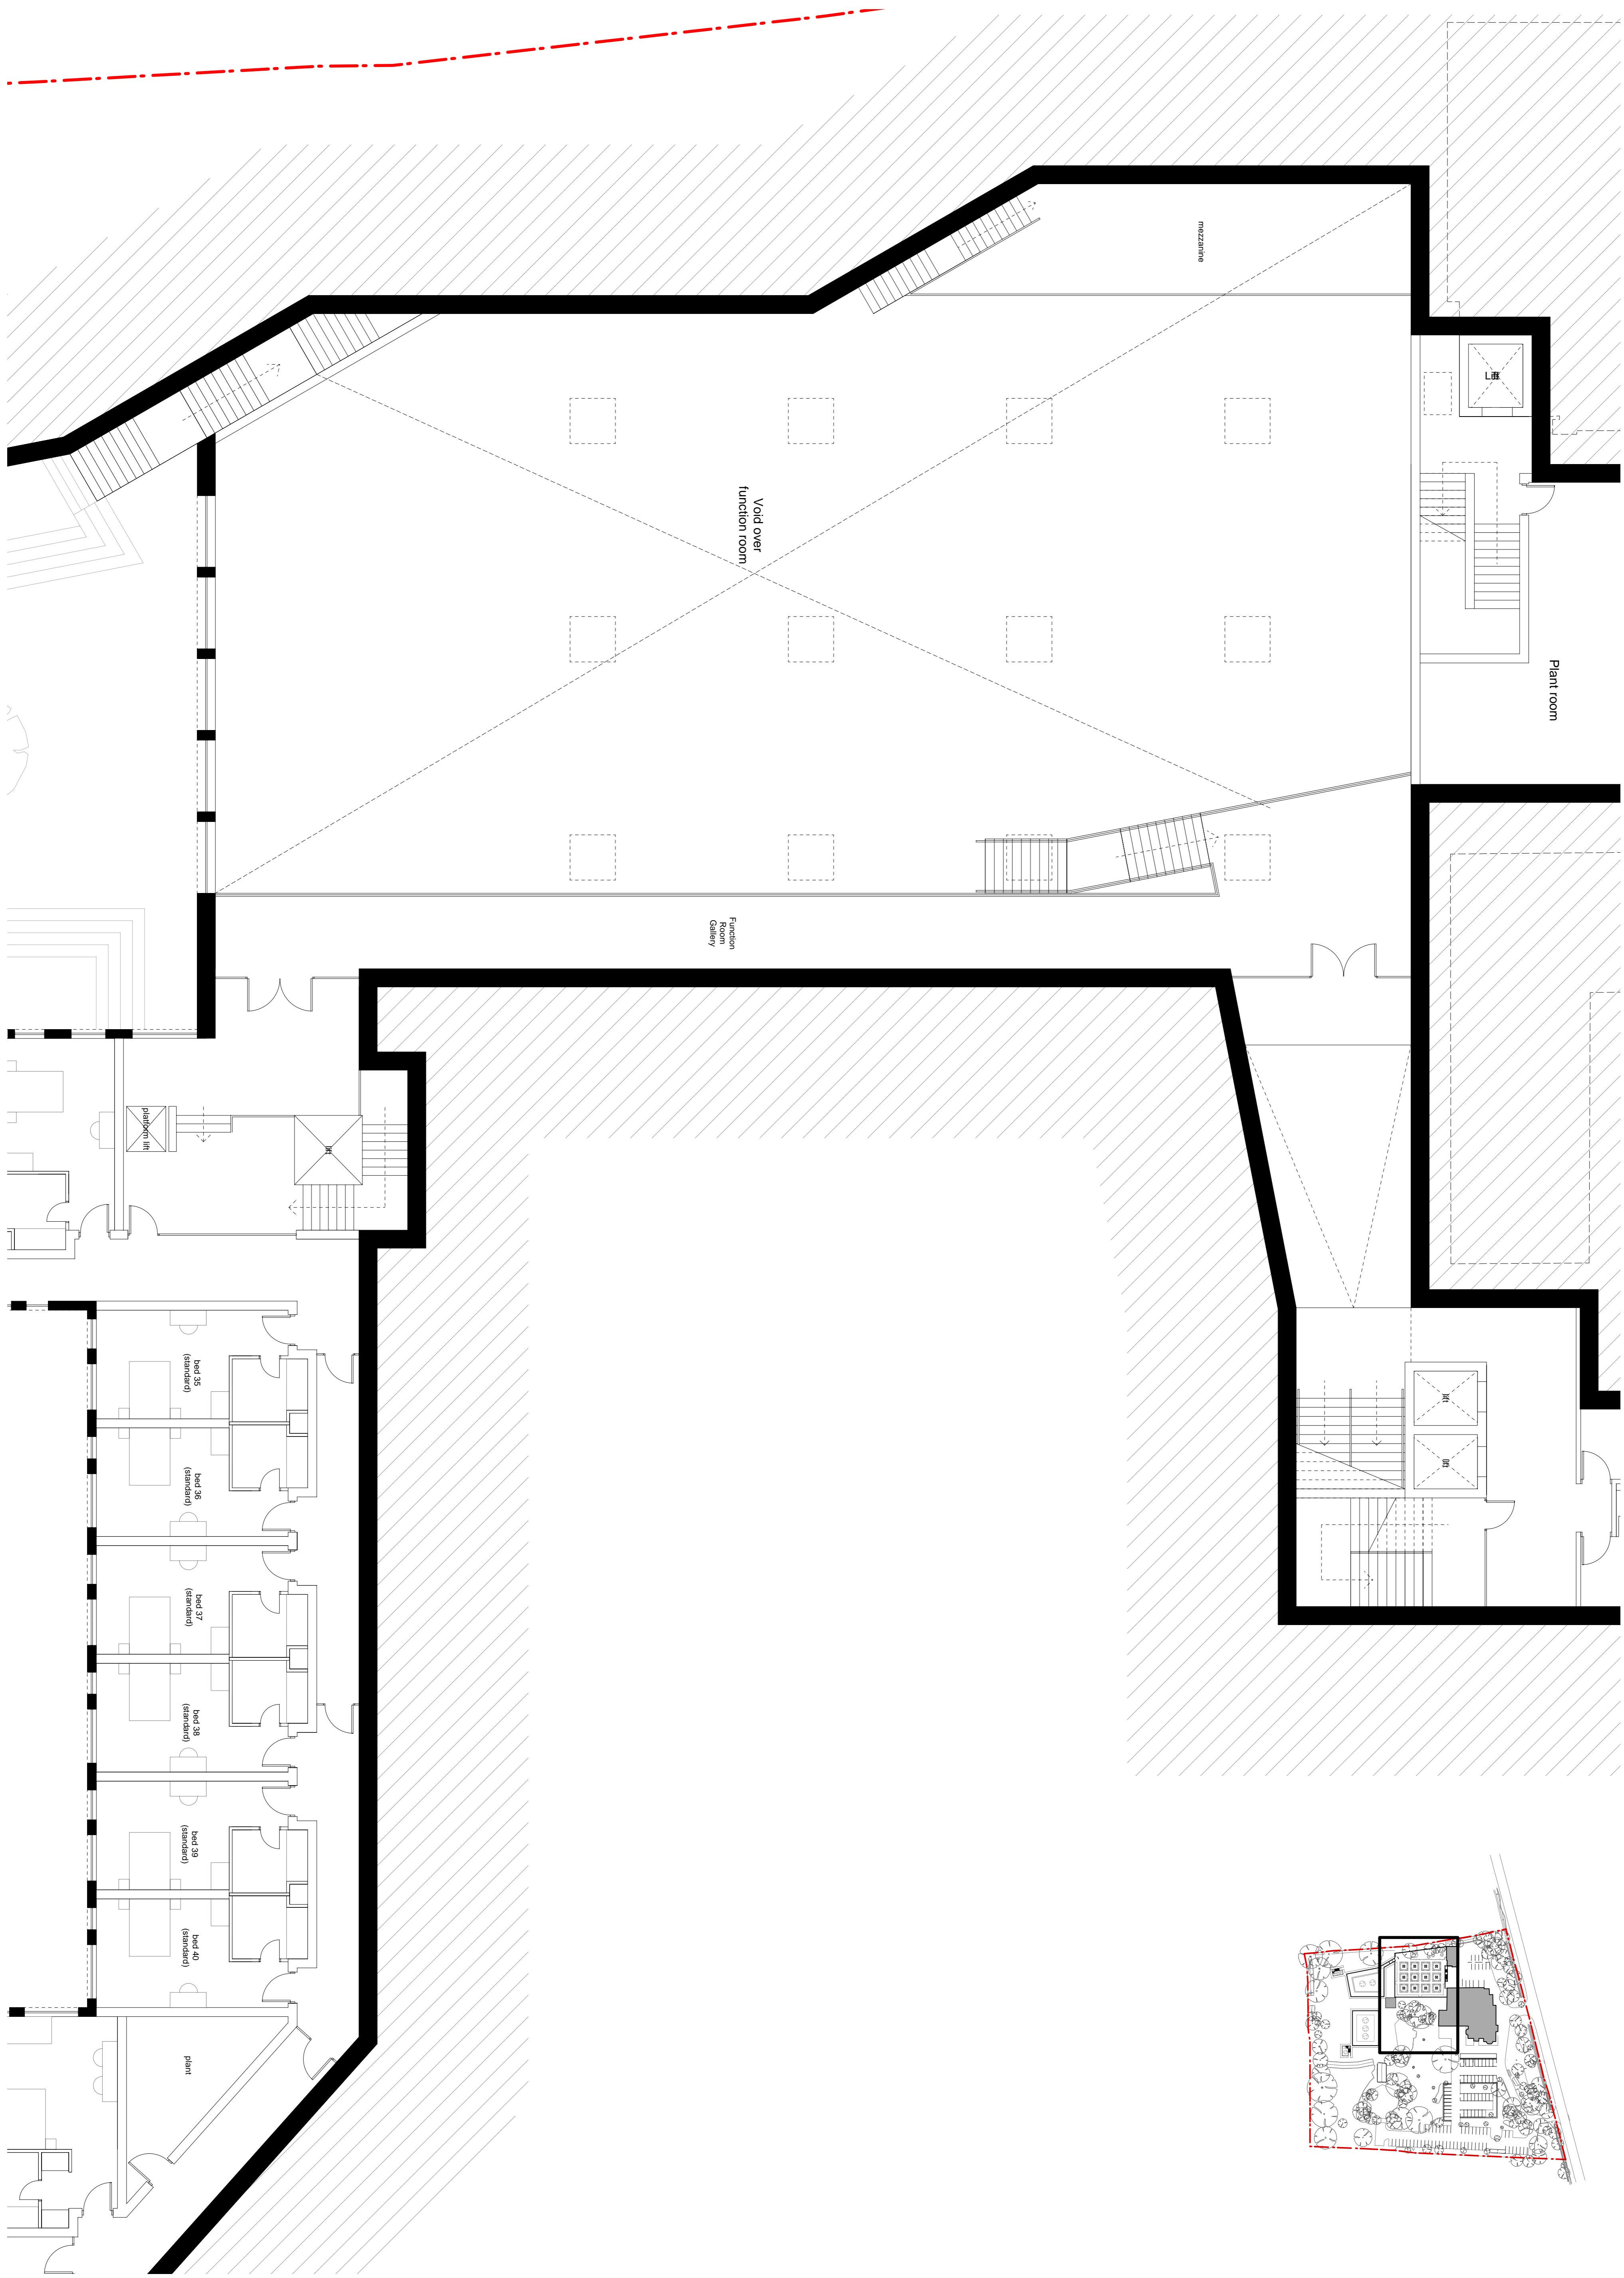 mezzanine
Lift
Void over
function room
Plant room
Function
Room
Gallery
platform lift
lift
lift
lift
bed 35
(standard)
bed 36
(standard)
bed 37
(standard)
bed 38
(standard)
bed 39
(standard)
bed 40
(standard)
plant